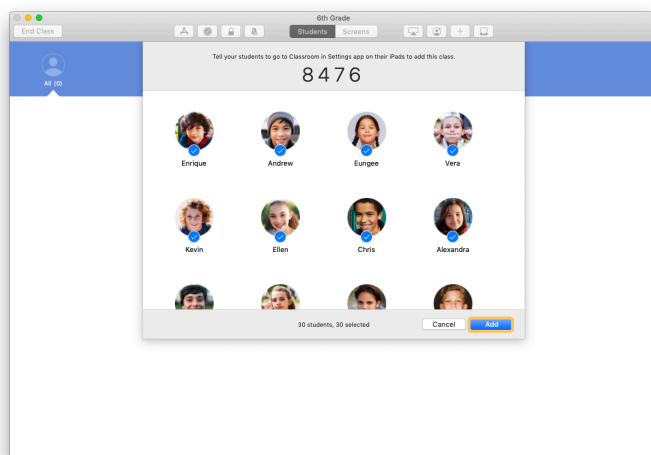 6th Grade
End Class
Students Screens
Tell your students to go to Classroom in Settings app on their iPads to add this class.
8476
All (0)
Enrique Andrew Eungee Vera
Kevin Ellen Chris Alexandra
30 students, 30 selected
Cancel Add